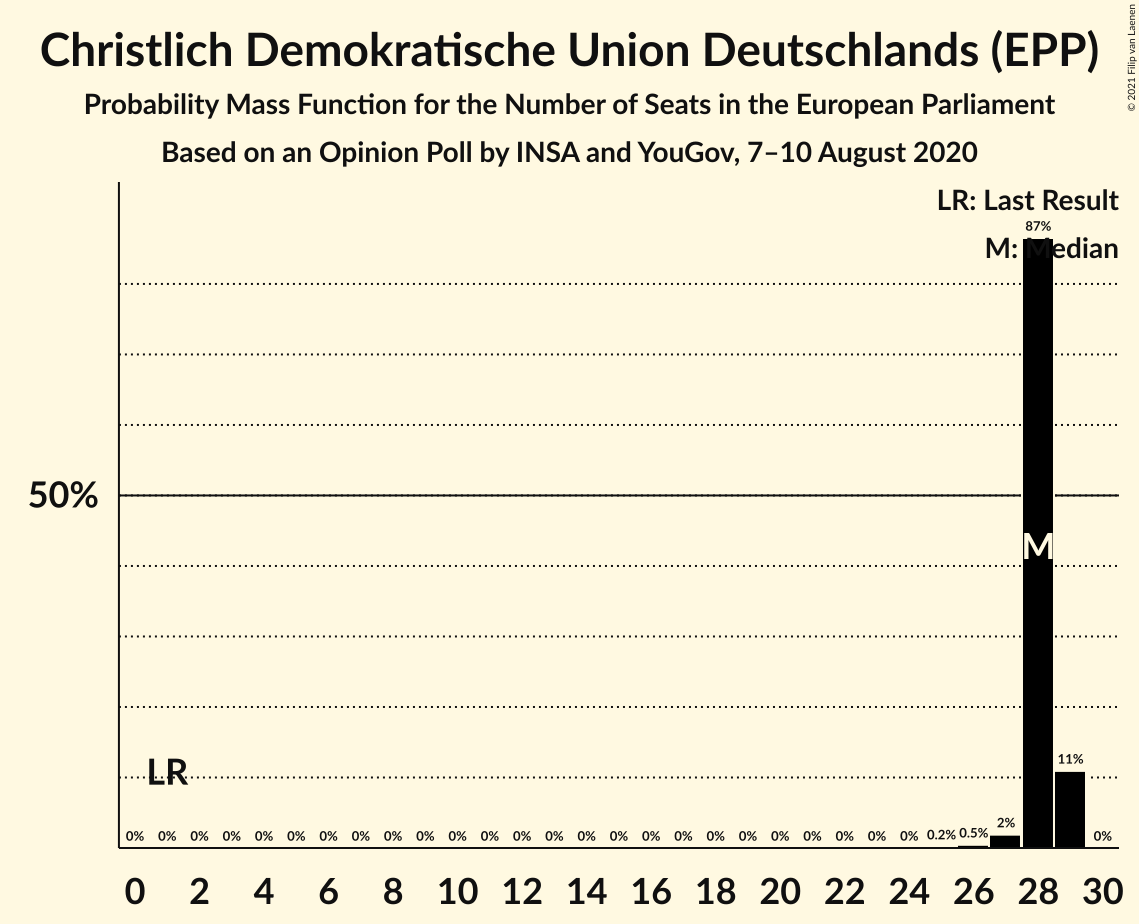 Christlich Demokratische Union Deutschlands (EPP)
Probability Mass Function for the Number of Seats in the European Parliament
Based on an Opinion Poll by INSA and YouGov, 7–10 August 2020
© 2021 Filip van Laenen
LR: Last Result
87%
M: Median
50%
M
LR
11%
0% 0% 0% 0% 0% 0% 0% 0% 0% 0% 0% 0% 0% 0% 0% 0% 0% 0% 0% 0% 0% 0% 0% 0% 0% 0.2% 0.5% 2% 0%
0 2 4 6 8 10 12 14 16 18 20 22 24 26 28 30